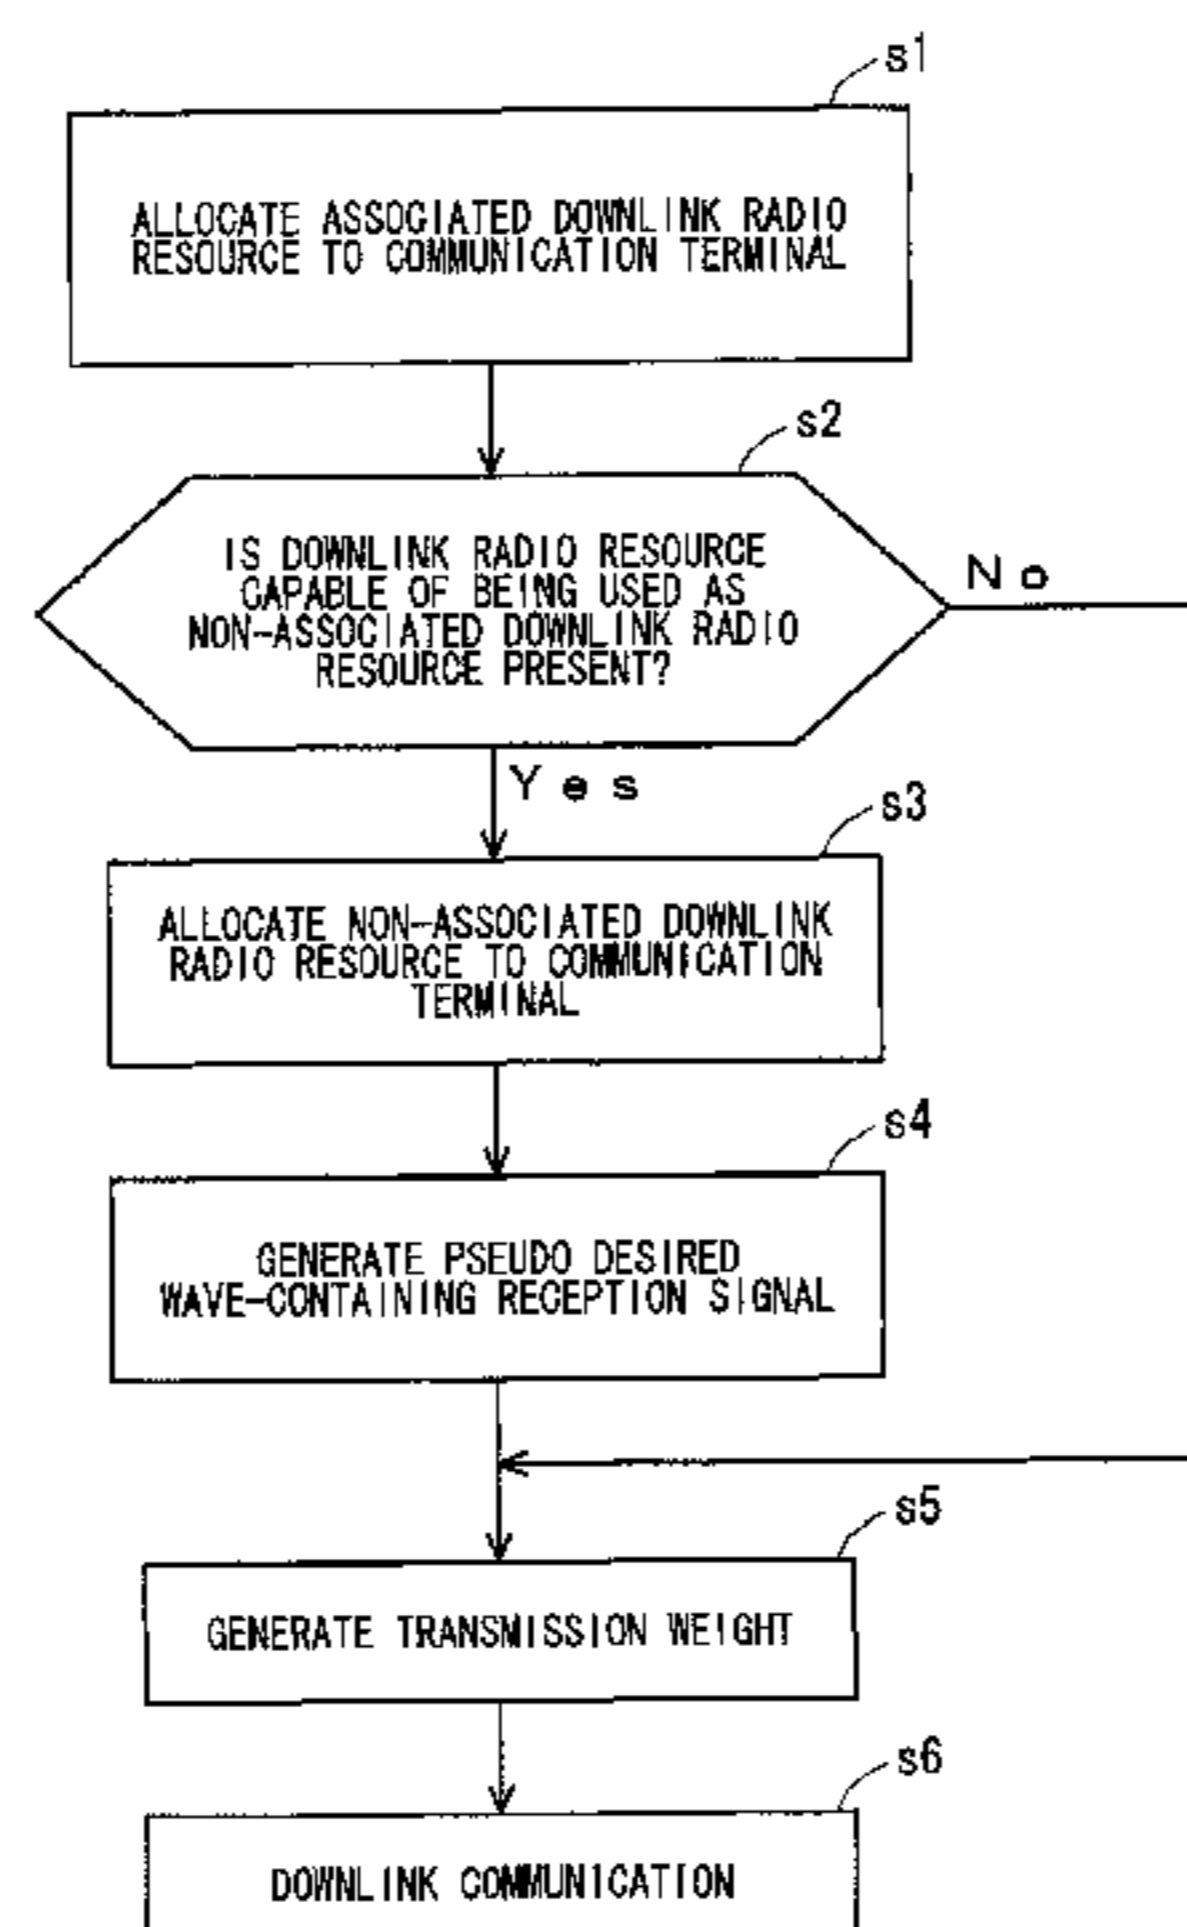 s1
ALLOCATE ASSOCIATED DOWNLINK RADIO
RESOURCE TO COMMUNICATION TERMINAL
s2
IS DOWNLINK RADIO RESOURCE
CAPABLE OF BEING USED AS
NON-ASSOCIATED DOWNLINK RADIO
RESOURCE PRESENT?
No
Yes
s3
ALLOCATE NON-ASSOCIATED DOWNLINK
RADIO RESOURCE TO COMMUNICATION
TERMINAL
s4
GENERATE PSEUDO DESIRED
WAVE-CONTAINING RECEPTION SIGNAL
s5
GENERATE TRANSMISSION WEIGHT
s6
DOWNLINK COMMUNICATION